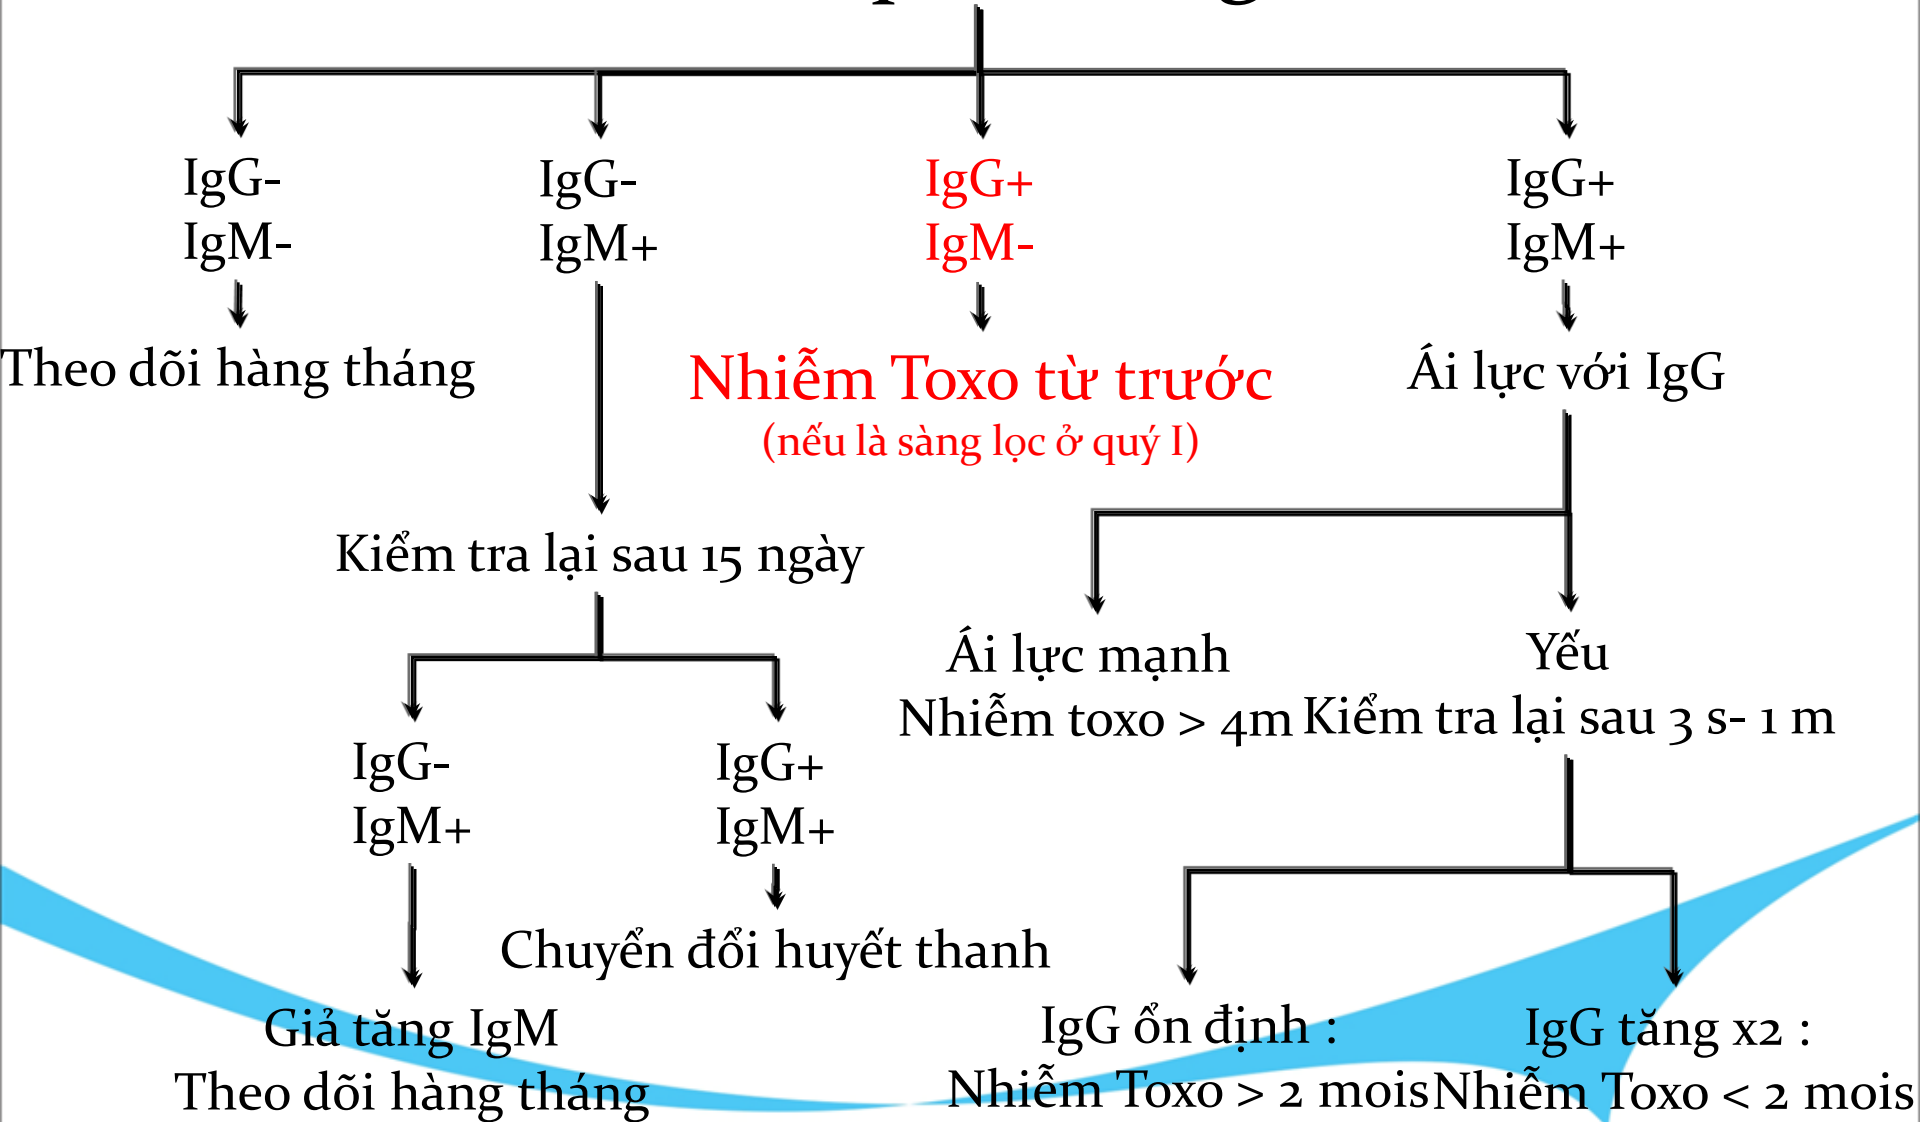 IgG-
IgM-
IgG-
IgM+
IgG+
IgM-
IgG+
IgM+
Theo dõi hàng tháng
Nhiễm Toxo từ trước
(nếu là sàng lọc ở quý I)
Ái lực với IgG
Kiểm tra lại sau 15 ngày
Ái lực mạnh
Nhiễm toxo > 4m
Yếu
Kiểm tra lại sau 3 s- 1 m
IgG-
IgM+
IgG+
IgM+
Chuyển đổi huyết thanh
Giả tăng IgM
Theo dõi hàng tháng
IgG ổn định :
Nhiễm Toxo > 2 mois
IgG tăng x2 :
Nhiễm Toxo < 2 mois